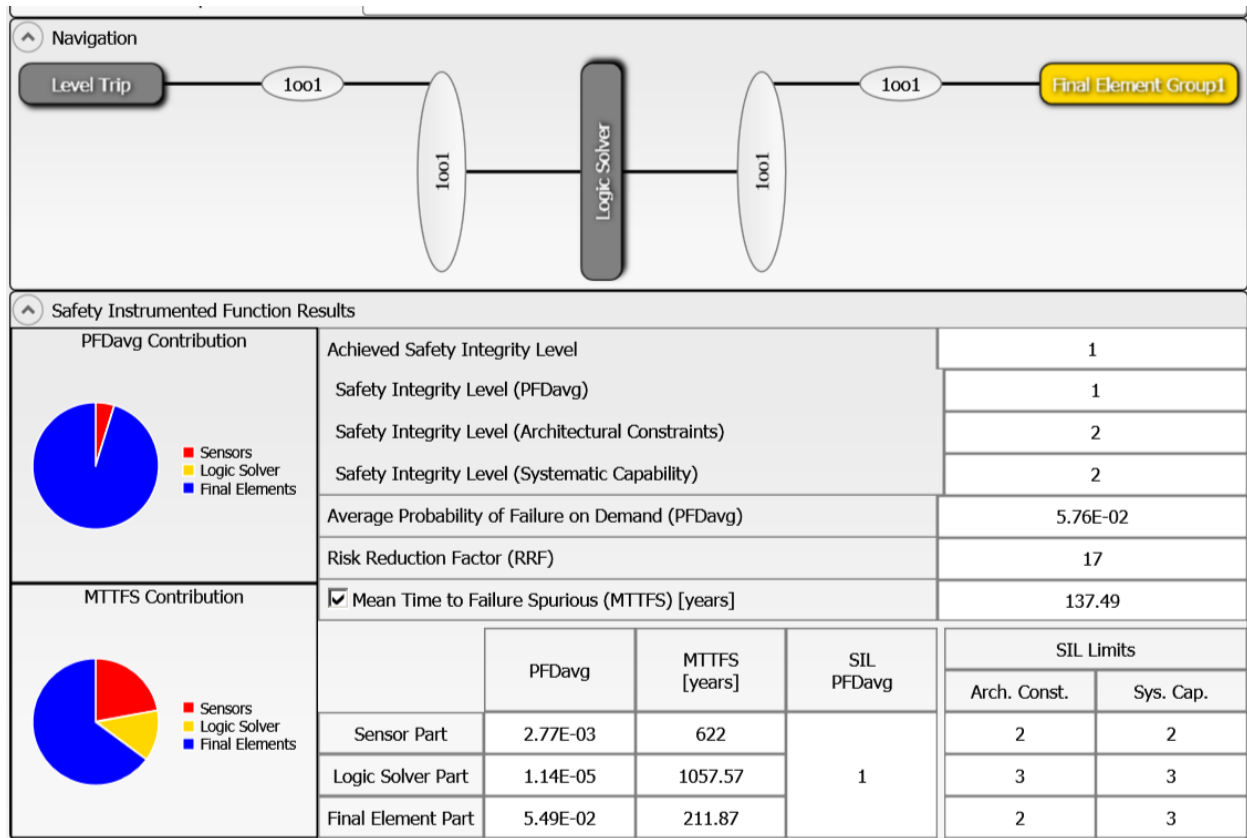 Navigation
Level Trip
1oo1
1oo1
Logic Solver
1oo1
1oo1
Final Element Group1
Safety Instrumented Function Results
PFDavg Contribution
Sensors
Logic Solver
Final Elements
Achieved Safety Integrity Level 1
Safety Integrity Level (PFDavg) 1
Safety Integrity Level (Architectural Constraints) 2
Safety Integrity Level (Systematic Capability) 2
Average Probability of Failure on Demand (PFDavg) 5.76E-02
Risk Reduction Factor (RRF) 17
MTTFS Contribution
Sensors
Logic Solver
Final Elements
Mean Time to Failure Spurious (MTTFS) [years] 137.49
PFDavg MTTFS [years] SIL PFDavg SIL Limits
Arch. Const. Sys. Cap.
Sensor Part 2.77E-03 622 2 2
Logic Solver Part 1.14E-05 1057.57 1 3 3
Final Element Part 5.49E-02 211.87 2 3